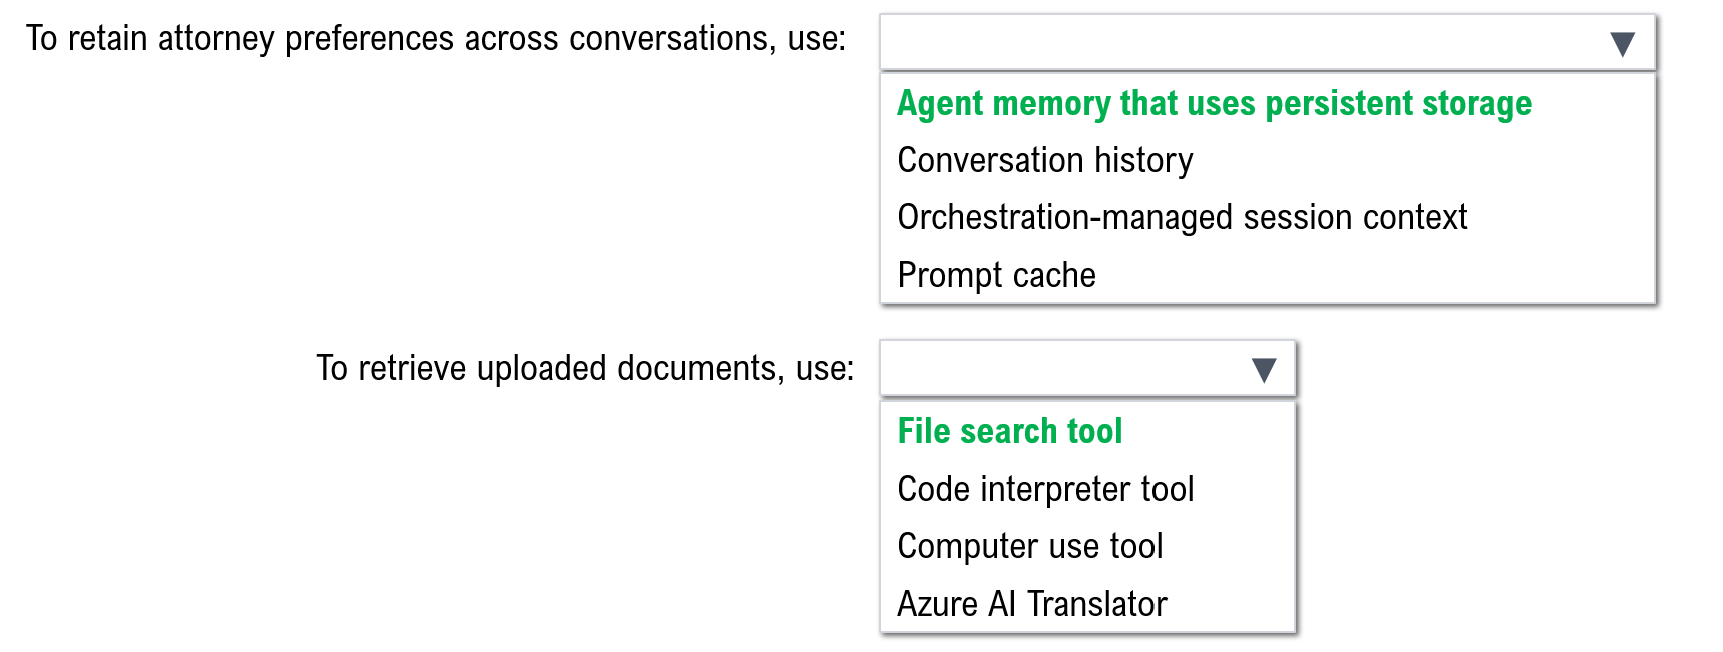 To retain attorney preferences across conversations, use:
Agent memory that uses persistent storage
Conversation history
Orchestration-managed session context
Prompt cache
To retrieve uploaded documents, use:
File search tool
Code interpreter tool
Computer use tool
Azure AI Translator